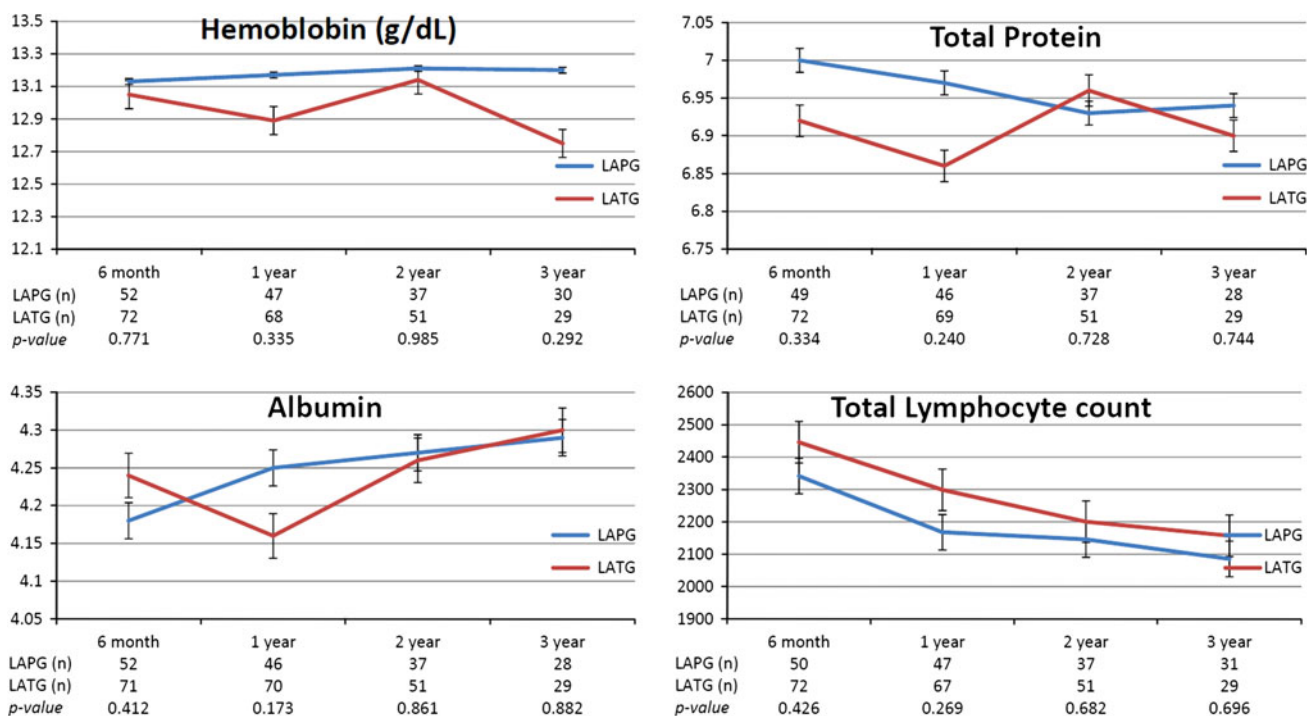 Hemoblobin (g/dL)
13.5
13.3
13.1
12.9
12.7
12.5
12.3
12.1
LAPG
LATG
6 month 1 year 2 year 3 year
LAPG (n) 52 47 37 30
LATG (n) 72 68 51 29
p-value 0.771 0.335 0.985 0.292
Total Protein
7.05
7
6.95
6.9
6.85
6.8
6.75
LAPG
LATG
6 month 1 year 2 year 3 year
LAPG (n) 49 46 37 28
LATG (n) 72 69 51 29
p-value 0.334 0.240 0.728 0.744
Albumin
4.35
4.3
4.25
4.2
4.15
4.1
4.05
LAPG
LATG
6 month 1 year 2 year 3 year
LAPG (n) 52 46 37 28
LATG (n) 71 70 51 29
p-value 0.412 0.173 0.861 0.882
Total Lymphocyte count
2600
2500
2400
2300
2200
2100
2000
1900
LAPG
LATG
6 month 1 year 2 year 3 year
LAPG (n) 50 47 37 31
LATG (n) 72 67 51 29
p-value 0.426 0.269 0.682 0.696